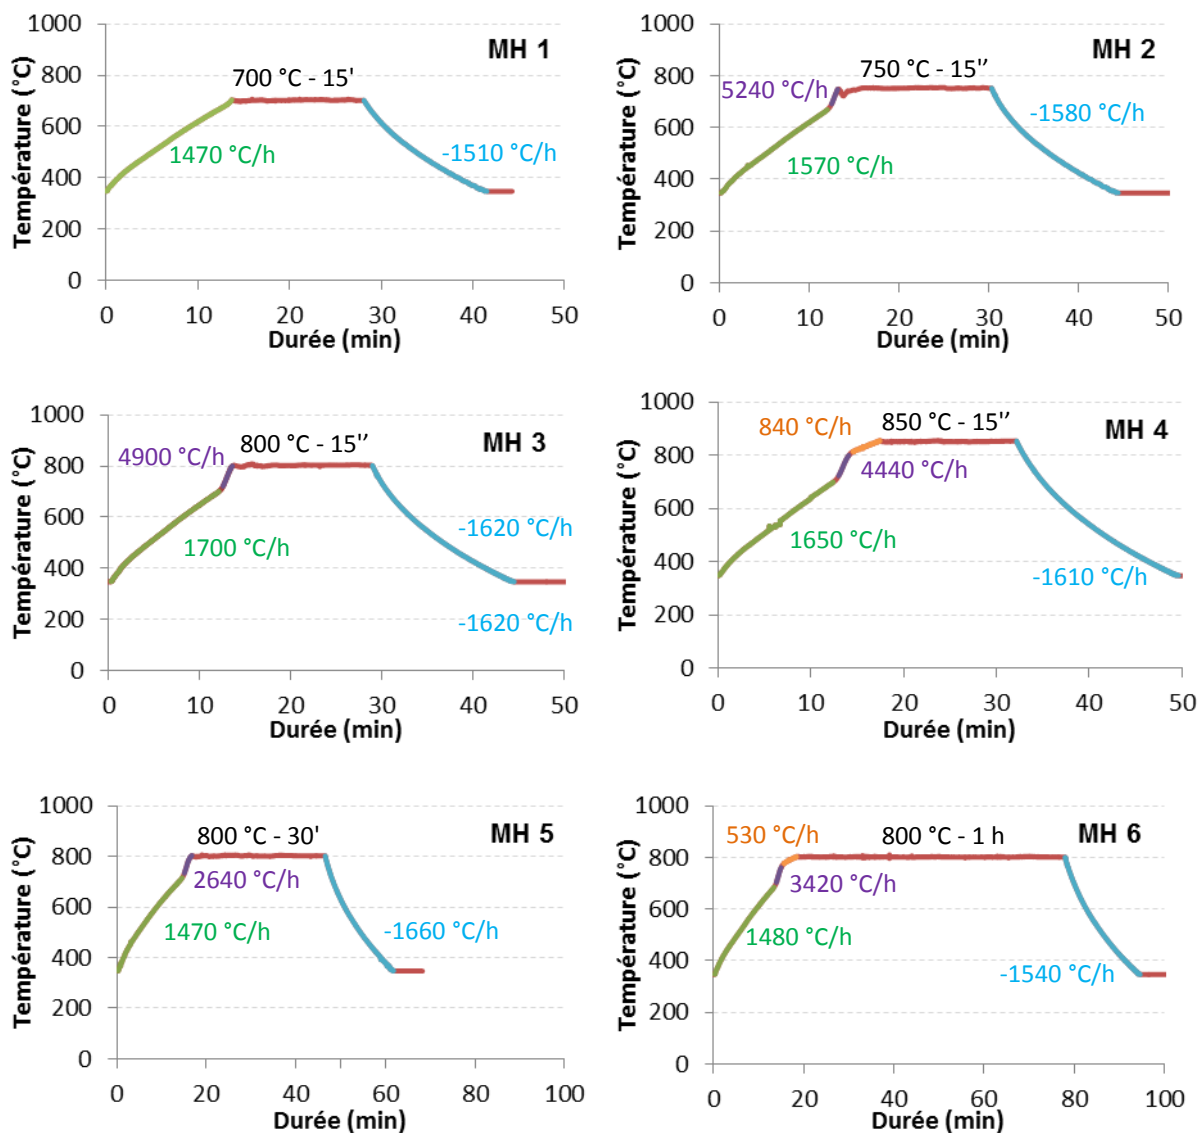 MH 1
700 °C - 15'
1470 °C/h
-1510 °C/h
1000
800
600
400
200
0
Température (°C)
0 10 20 30 40 50
Durée (min)
MH 2
750 °C - 15’’
5240 °C/h
1570 °C/h
-1580 °C/h
1000
800
600
400
200
0
Température (°C)
0 10 20 30 40 50
Durée (min)
MH 3
800 °C - 15’’
4900 °C/h
1700 °C/h
-1620 °C/h
-1620 °C/h
1000
800
600
400
200
0
Température (°C)
0 10 20 30 40 50
Durée (min)
MH 4
850 °C - 15’’
840 °C/h
4440 °C/h
1650 °C/h
-1610 °C/h
1000
800
600
400
200
0
Température (°C)
0 10 20 30 40 50
Durée (min)
MH 5
800 °C - 30'
2640 °C/h
1470 °C/h
-1660 °C/h
1000
800
600
400
200
0
Température (°C)
0 20 40 60 80 100
Durée (min)
MH 6
530 °C/h
800 °C - 1 h
3420 °C/h
1480 °C/h
-1540 °C/h
1000
800
600
400
200
0
Température (°C)
0 20 40 60 80 100
Durée (min)